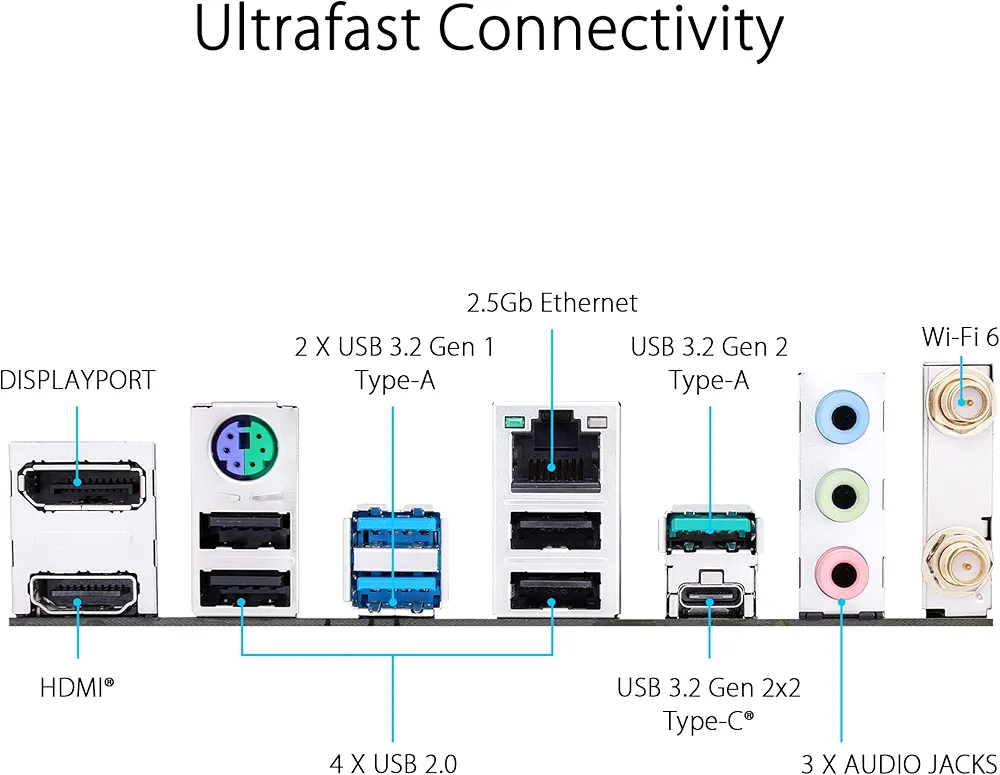 Ultrafast Connectivity
2.5Gb Ethernet
2 X USB 3.2 Gen 1
Type-A
USB 3.2 Gen 2
Type-A
Wi-Fi 6
DISPLAYPORT
HDMI®
USB 3.2 Gen 2x2
Type-C®
4 X USB 2.0
3 X AUDIO JACKS